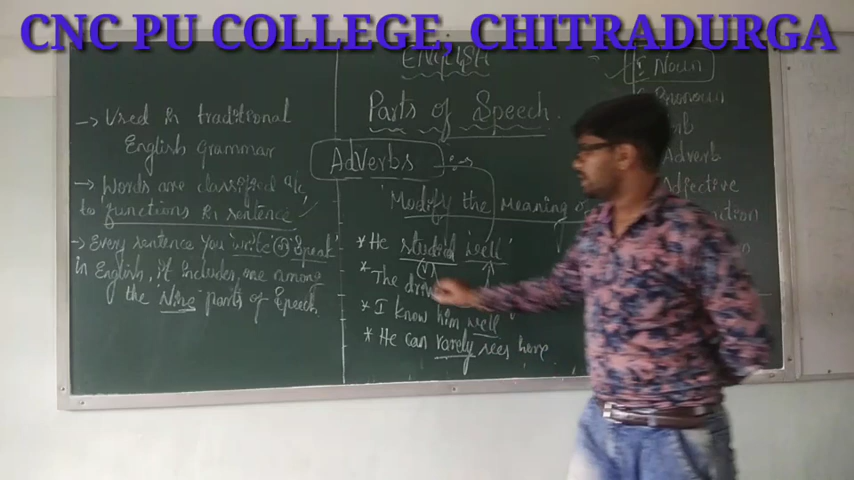 CNC PU COLLEGE, CHITRADURGA
-> Used in traditional
English grammar
-> Words are classified
to functions in sentence
-> Every sentence you write (or) Speak
in English, it includes one among
the 'Nine' parts of Speech.
ENGLISH
Parts of Speech
Adverbs
Modify the Meaning
* He studied well
(V)
* The
* I know him well
* He can rarely sees
Noun
Pronoun
Adverb
Adjective